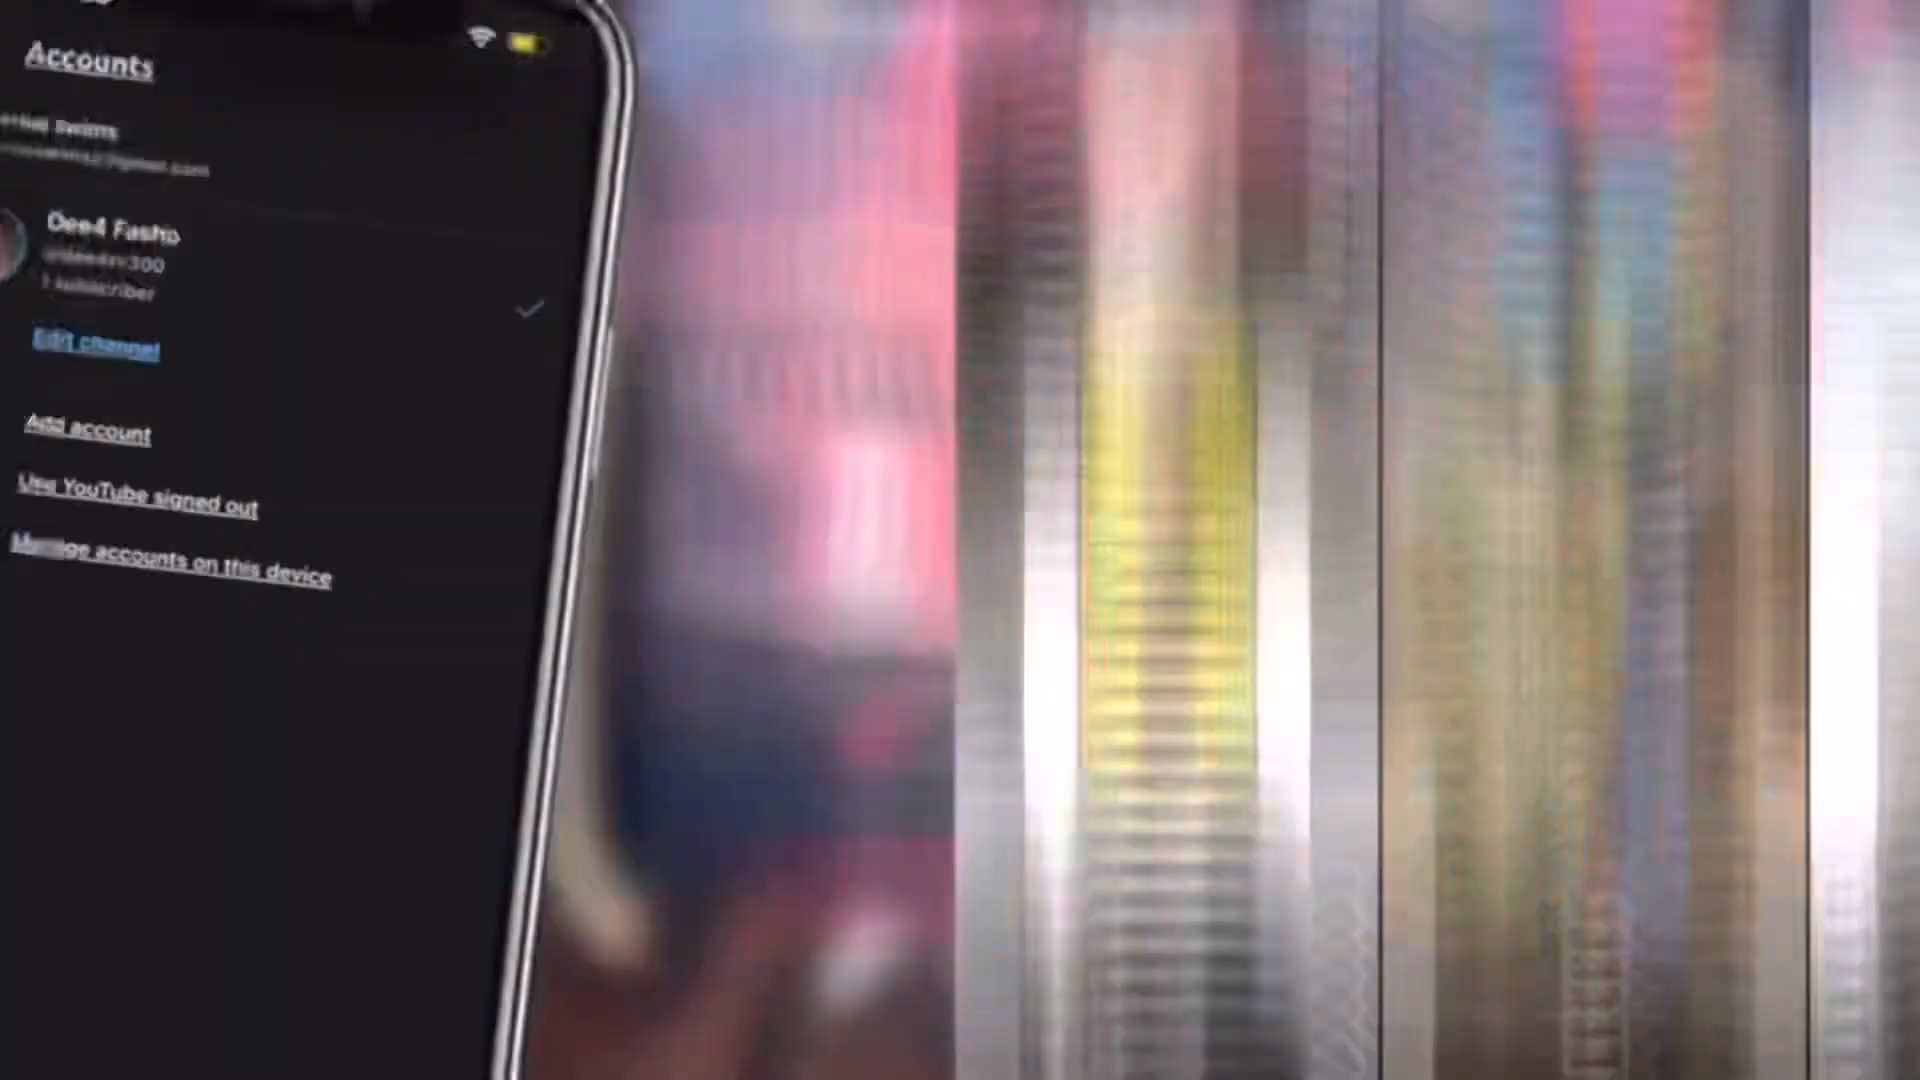 Accounts
Dee4 Fasho
1 subscriber
Edit channel
Add account
Use YouTube signed out
Manage accounts on this device